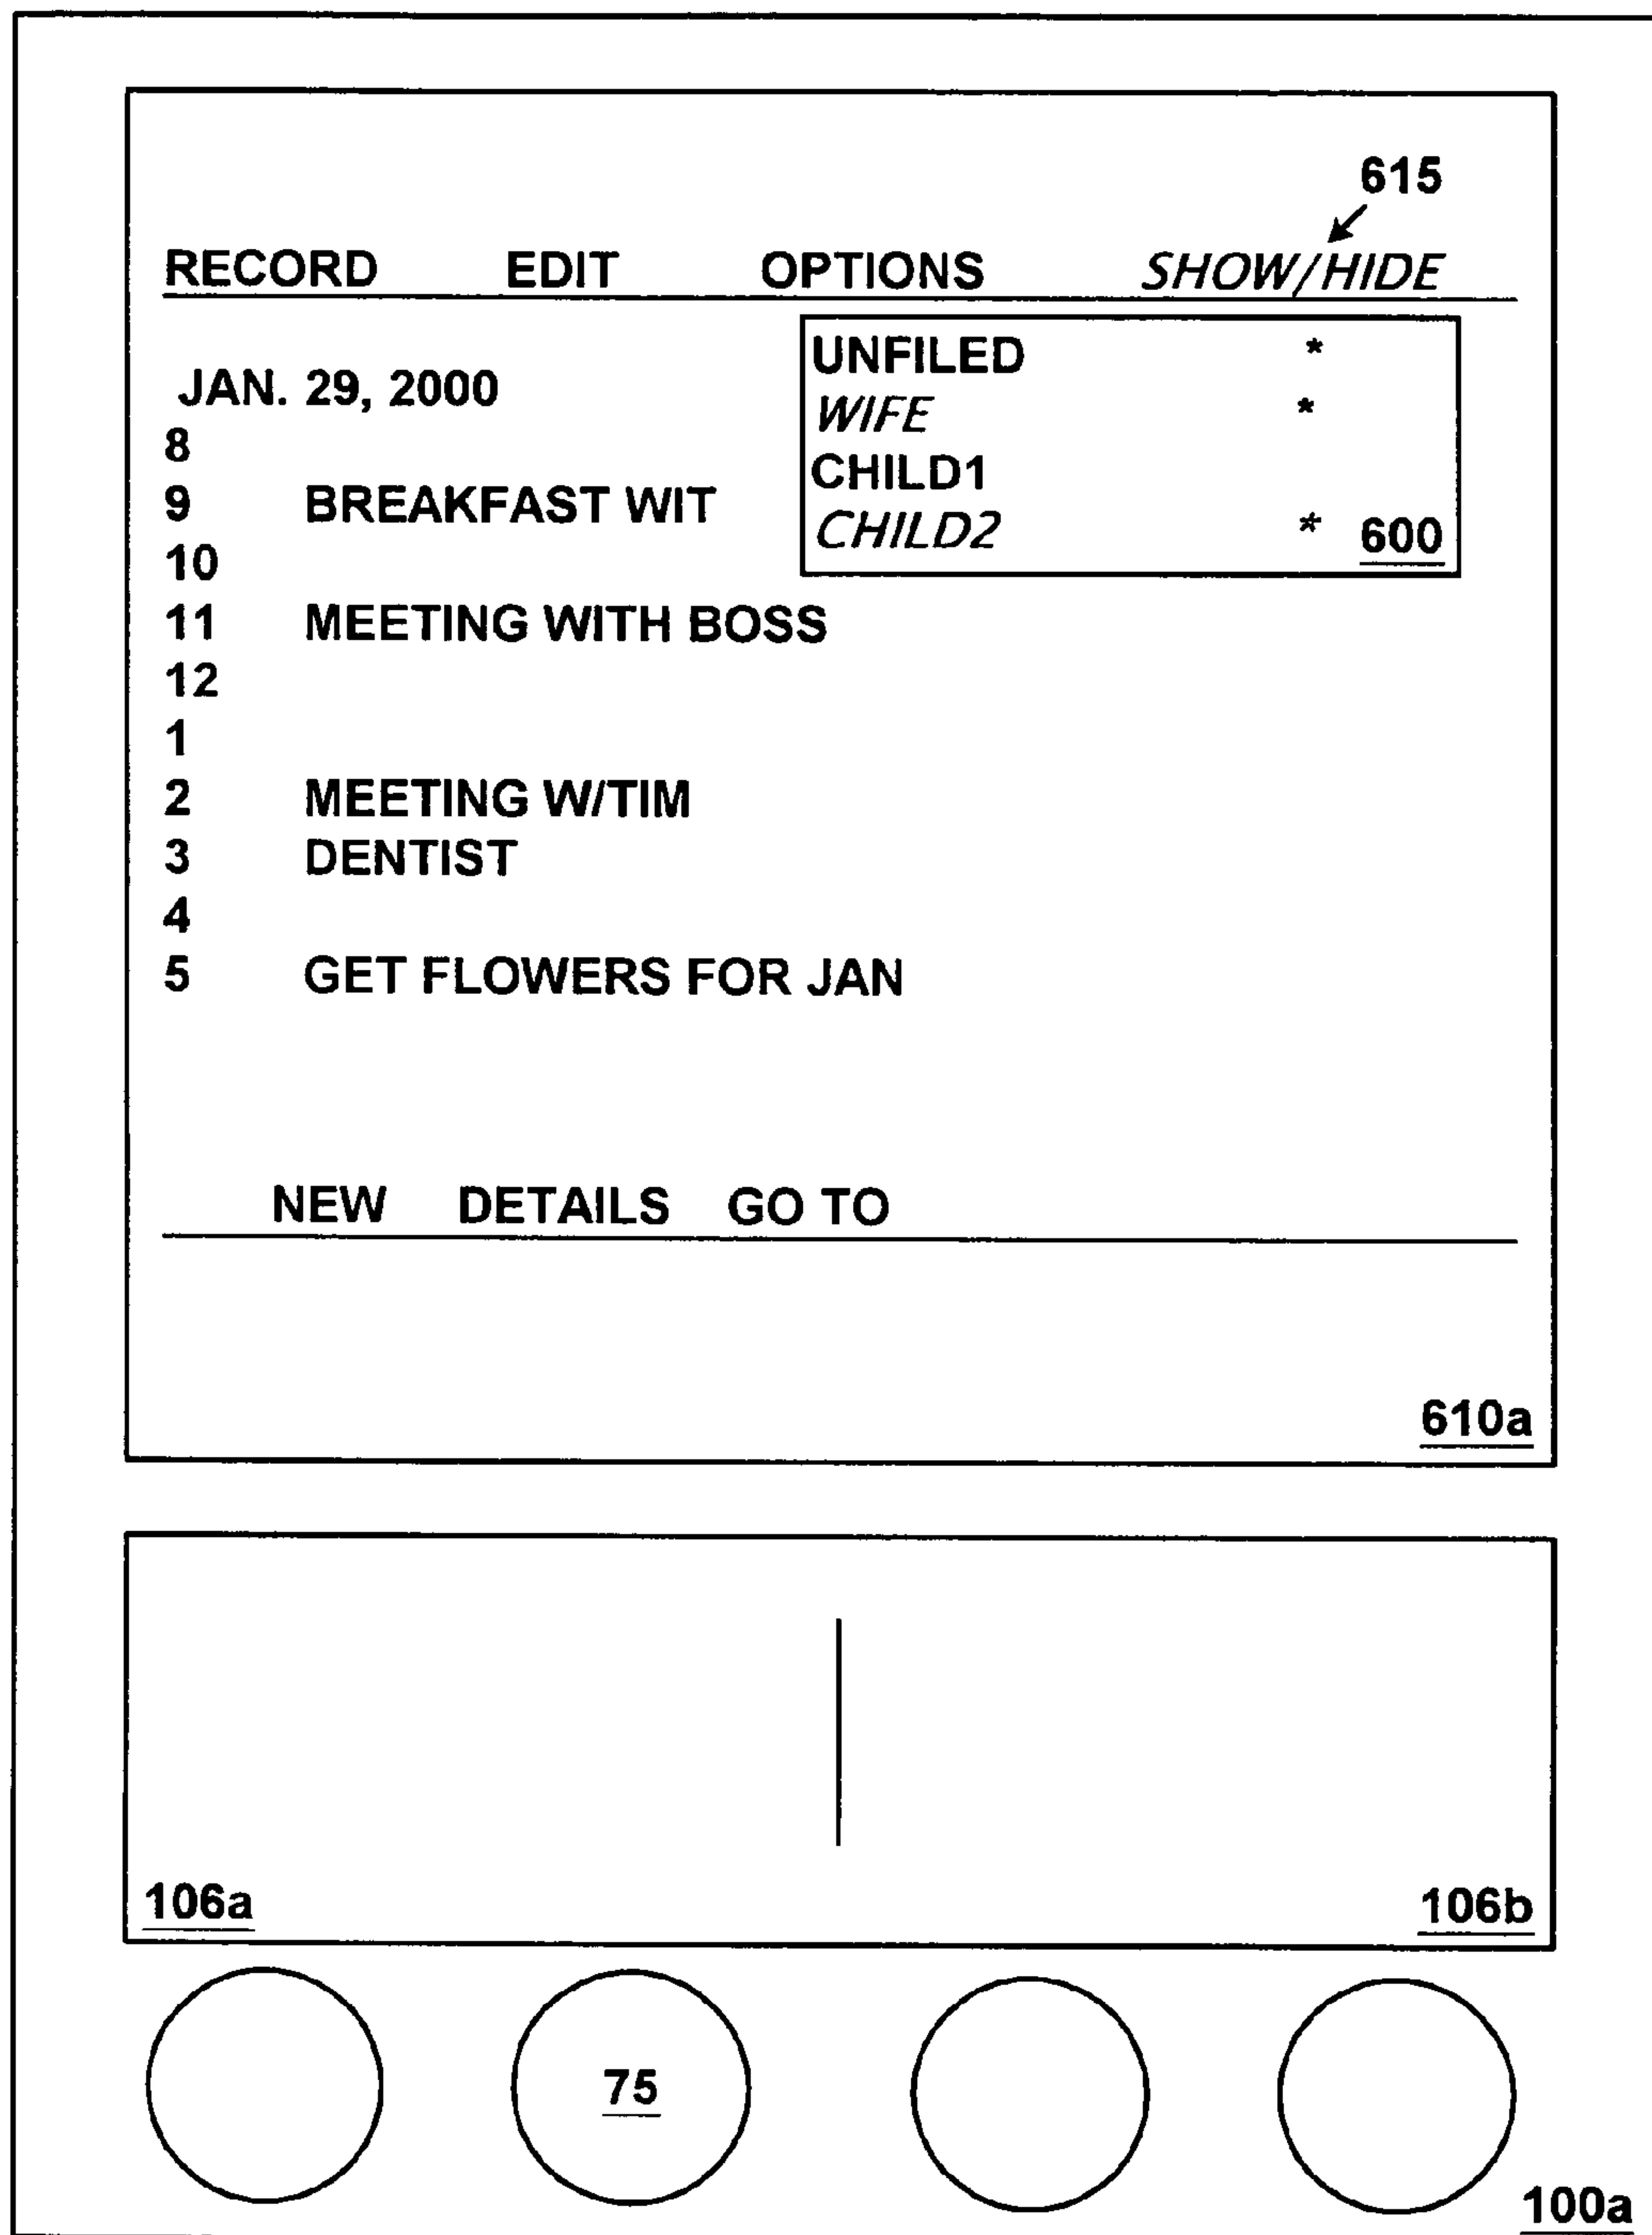 615
RECORD EDIT OPTIONS SHOW/HIDE
UNFILED *
JAN. 29, 2000
WIFE *
8
CHILD1
9 BREAKFAST WIT
CHILD2 * 600
10
11 MEETING WITH BOSS
12
1
2 MEETING W/TIM
3 DENTIST
4
5 GET FLOWERS FOR JAN
NEW DETAILS GO TO
610a
106a 106b
75
100a